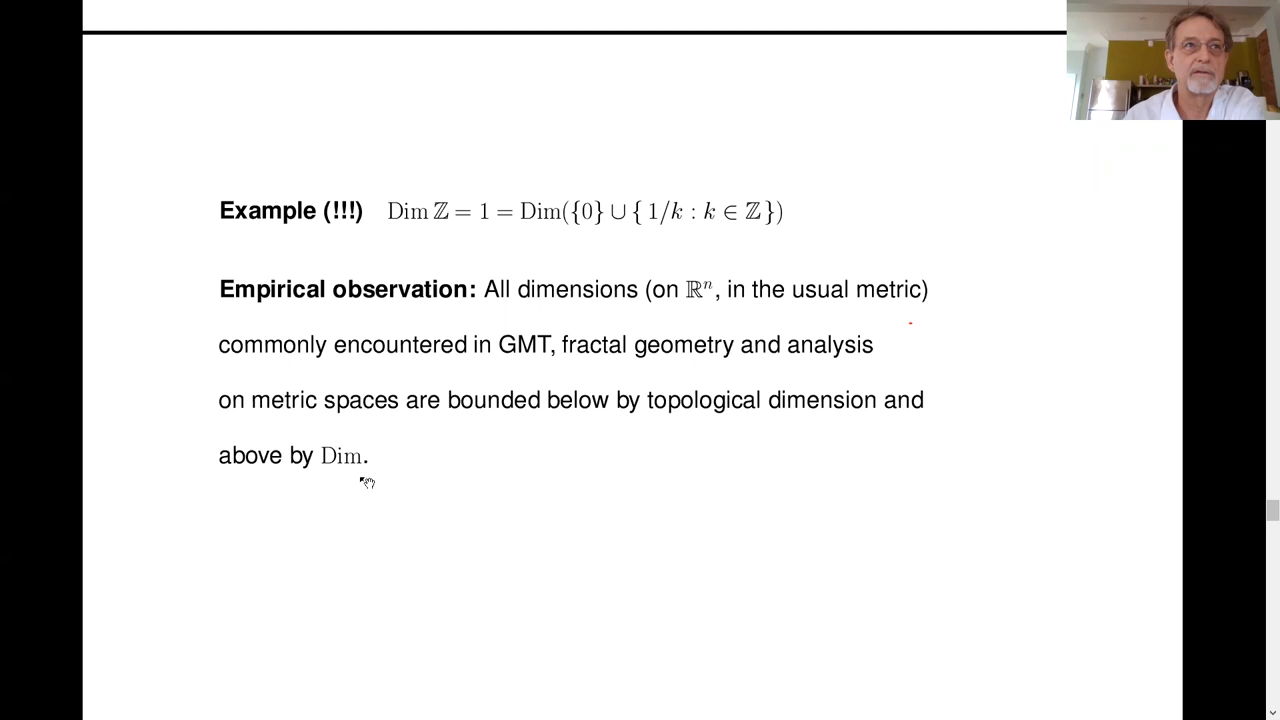 Example (!!!) Dim ℤ = 1 = Dim({0} ∪ { 1/k : k ∈ ℤ })
Empirical observation: All dimensions (on ℝⁿ, in the usual metric)
commonly encountered in GMT, fractal geometry and analysis
on metric spaces are bounded below by topological dimension and
above by Dim.